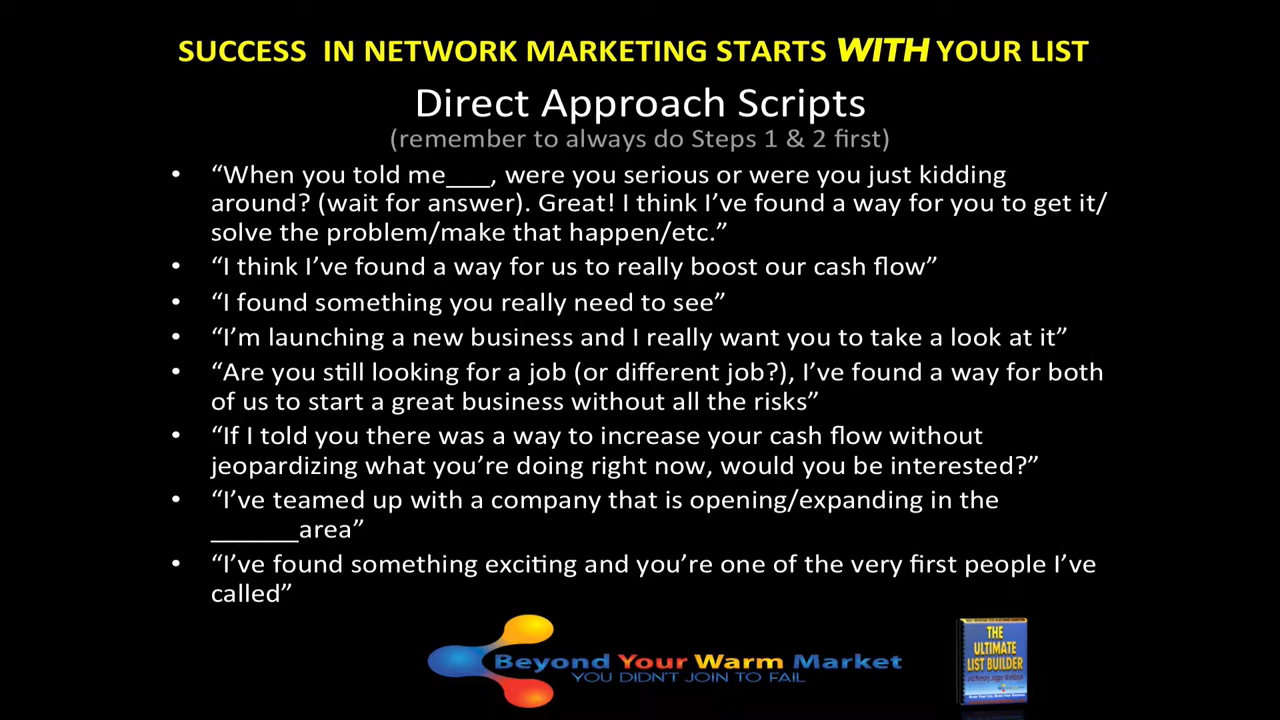 SUCCESS IN NETWORK MARKETING STARTS WITH YOUR LIST
Direct Approach Scripts
(remember to always do Steps 1 & 2 first)
• “When you told me___, were you serious or were you just kidding
around? (wait for answer). Great! I think I’ve found a way for you to get it/
solve the problem/make that happen/etc.”
• “I think I’ve found a way for us to really boost our cash flow”
• “I found something you really need to see”
• “I’m launching a new business and I really want you to take a look at it”
• “Are you still looking for a job (or different job?), I’ve found a way for both
of us to start a great business without all the risks”
• “If I told you there was a way to increase your cash flow without
jeopardizing what you’re doing right now, would you be interested?”
• “I’ve teamed up with a company that is opening/expanding in the
______area”
• “I’ve found something exciting and you’re one of the very first people I’ve
called”
Beyond Your Warm Market
YOU DIDN'T JOIN TO FAIL
THE
ULTIMATE
LIST BUILDER